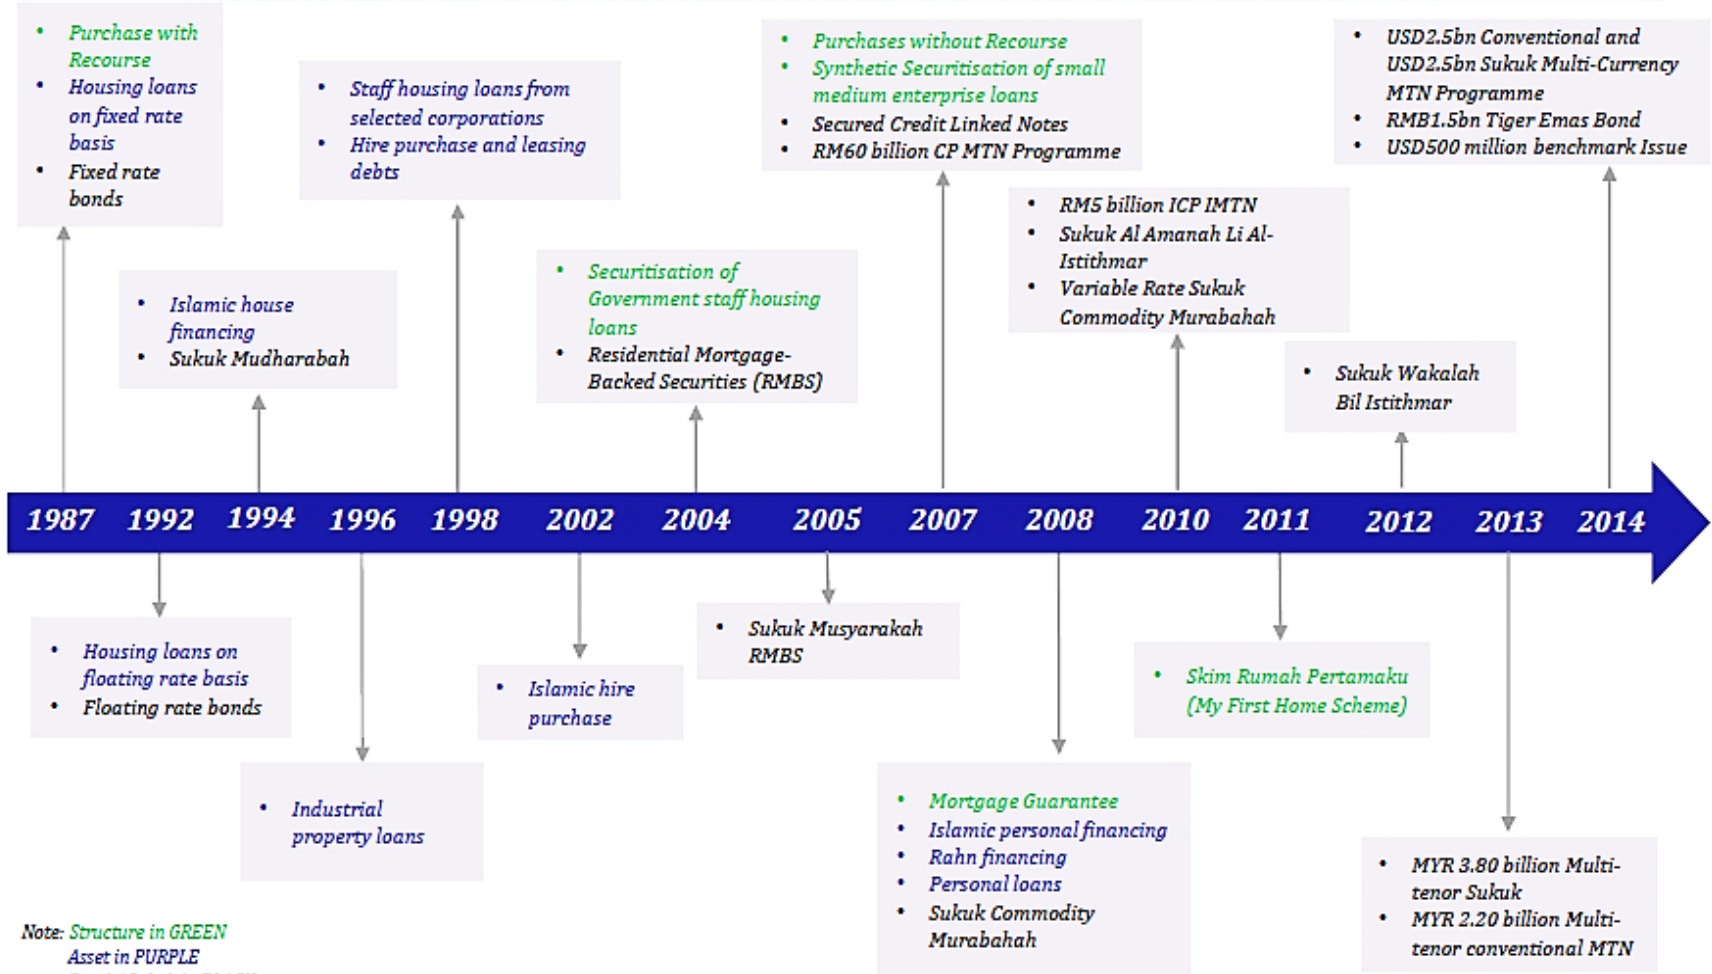 • Purchase with
Recourse
• Housing loans
on fixed rate
basis
• Fixed rate
bonds
• Islamic house
financing
• Sukuk Mudharabah
• Staff housing loans from
selected corporations
• Hire purchase and leasing
debts
• Securitisation of
Government staff housing
loans
• Residential Mortgage-
Backed Securities (RMBS)
• Purchases without Recourse
• Synthetic Securitisation of small
medium enterprise loans
• Secured Credit Linked Notes
• RM60 billion CP MTN Programme
• RM5 billion ICP IMTN
• Sukuk Al Amanah Li Al-
Istithmar
• Variable Rate Sukuk
Commodity Murabahah
• Sukuk Wakalah
Bil Istithmar
• USD2.5bn Conventional and
USD2.5bn Sukuk Multi-Currency
MTN Programme
• RMB1.5bn Tiger Emas Bond
• USD500 million benchmark Issue
1987 1992 1994 1996 1998 2002 2004 2005 2007 2008 2010 2011 2012 2013 2014
• Housing loans on
floating rate basis
• Floating rate bonds
• Industrial
property loans
• Islamic hire
purchase
• Sukuk Musyarakah
RMBS
• Mortgage Guarantee
• Islamic personal financing
• Rahn financing
• Personal loans
• Sukuk Commodity
Murabahah
• Skim Rumah Pertamaku
(My First Home Scheme)
• MYR 3.80 billion Multi-
tenor Sukuk
• MYR 2.20 billion Multi-
tenor conventional MTN
Note: Structure in GREEN
Asset in PURPLE